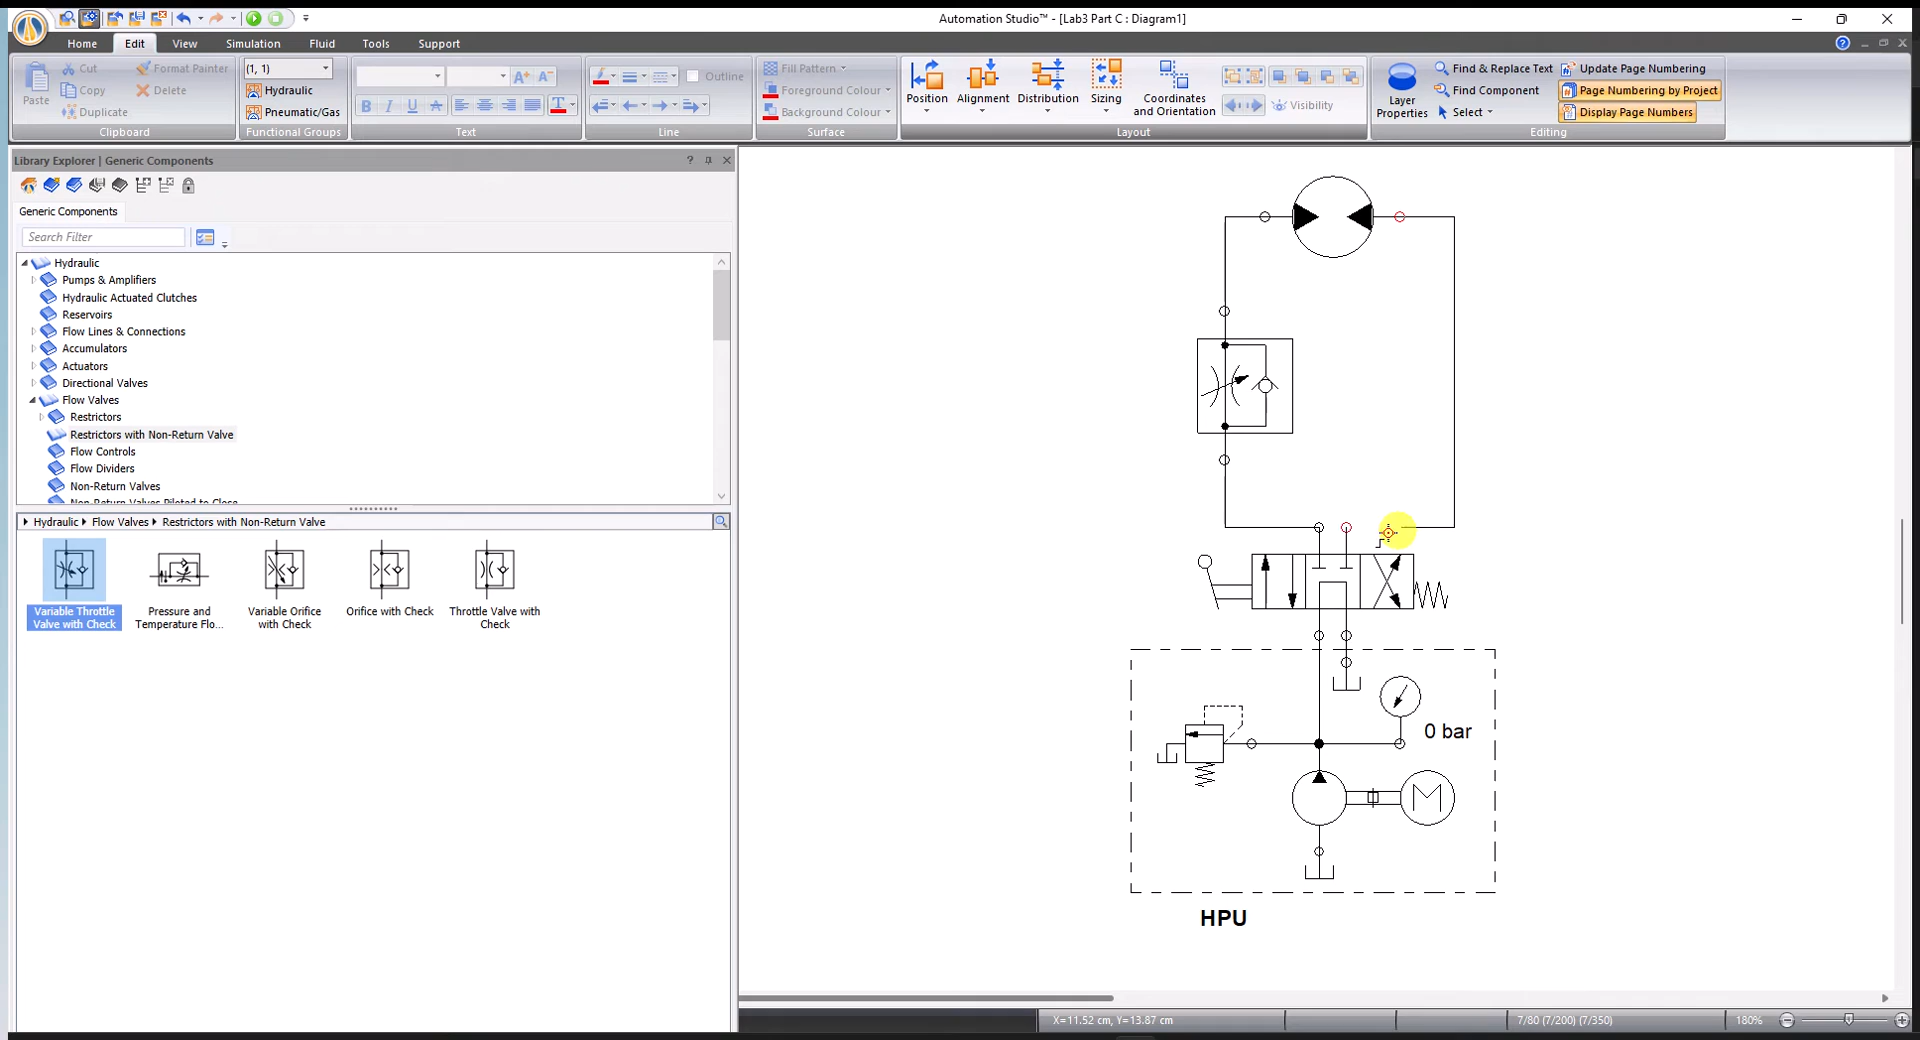 Automation Studio™ - [Lab3 Part C : Diagram1]
Home Edit View Simulation Fluid Tools Support
Paste
Cut
Copy
Duplicate
Format Painter
Delete
Clipboard
(1, 1)
Hydraulic
Pneumatic/Gas
Functional Groups
A+ A-
B I U A T
Text
Outline
Line
Fill Pattern
Foreground Colour
Background Colour
Surface
Position
Alignment
Distribution
Sizing
Coordinates
and Orientation
Visibility
Layout
Layer
Properties
Find & Replace Text
Find Component
Select
Update Page Numbering
Page Numbering by Project
Display Page Numbers
Editing
Library Explorer | Generic Components
Generic Components
Search Filter
Hydraulic
Pumps & Amplifiers
Hydraulic Actuated Clutches
Reservoirs
Flow Lines & Connections
Accumulators
Actuators
Directional Valves
Flow Valves
Restrictors
Restrictors with Non-Return Valve
Flow Controls
Flow Dividers
Non-Return Valves
Non-Return Valves Piloted to Close
Hydraulic Flow Valves Restrictors with Non-Return Valve
Variable Throttle
Valve with Check
Pressure and
Temperature Flo...
Variable Orifice
with Check
Orifice with Check
Throttle Valve with
Check
0 bar
M
HPU
X=11.52 cm, Y=13.87 cm
7/80 (7/200) (7/350)
180%